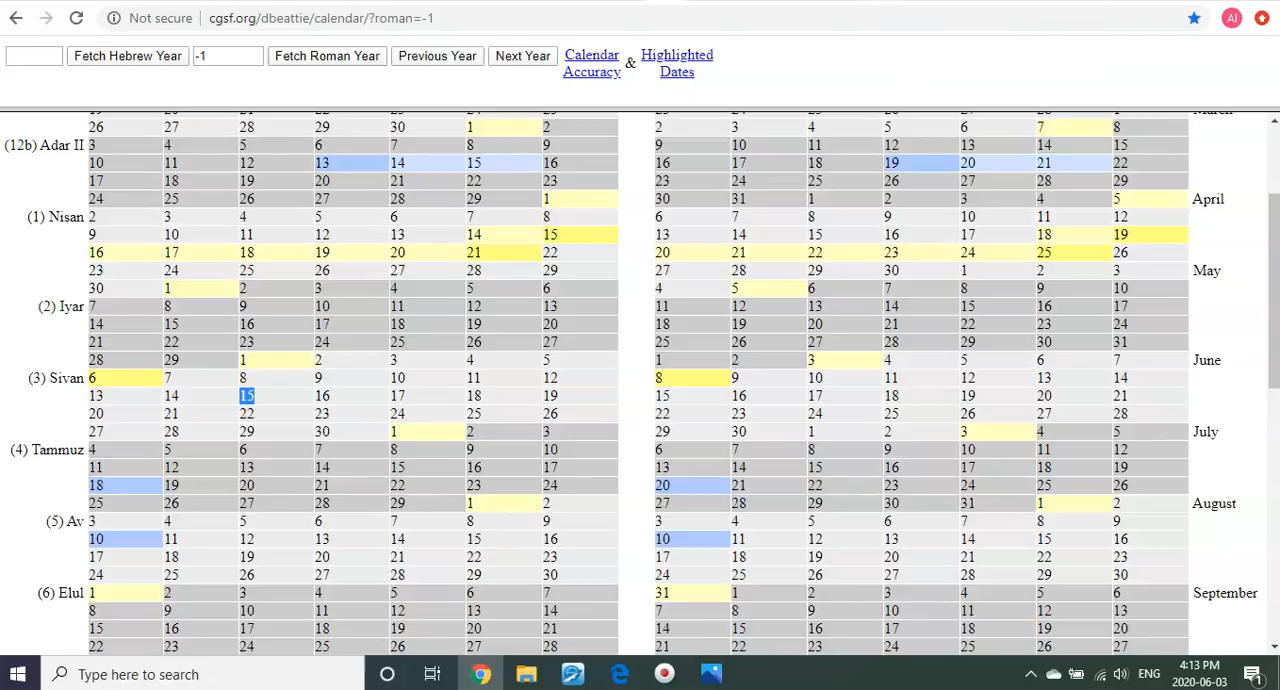 Not secure | cgsf.org/dbeattie/calendar/?roman=-1 AI
Fetch Hebrew Year -1 Fetch Roman Year Previous Year Next Year Calendar Accuracy & Highlighted Dates
26 27 28 29 30 1 2 2 3 4 5 6 7 8
(12b) Adar II 3 4 5 6 7 8 9 9 10 11 12 13 14 15
10 11 12 13 14 15 16 16 17 18 19 20 21 22
17 18 19 20 21 22 23 23 24 25 26 27 28 29
24 25 26 27 28 29 1 30 31 1 2 3 4 5 April
(1) Nisan 2 3 4 5 6 7 8 6 7 8 9 10 11 12
9 10 11 12 13 14 15 13 14 15 16 17 18 19
16 17 18 19 20 21 22 20 21 22 23 24 25 26
23 24 25 26 27 28 29 27 28 29 30 1 2 3 May
30 1 2 3 4 5 6 4 5 6 7 8 9 10
(2) Iyar 7 8 9 10 11 12 13 11 12 13 14 15 16 17
14 15 16 17 18 19 20 18 19 20 21 22 23 24
21 22 23 24 25 26 27 25 26 27 28 29 30 31
28 29 1 2 3 4 5 1 2 3 4 5 6 7 June
(3) Sivan 6 7 8 9 10 11 12 8 9 10 11 12 13 14
13 14 15 16 17 18 19 15 16 17 18 19 20 21
20 21 22 23 24 25 26 22 23 24 25 26 27 28
27 28 29 30 1 2 3 29 30 1 2 3 4 5 July
(4) Tammuz 4 5 6 7 8 9 10 6 7 8 9 10 11 12
11 12 13 14 15 16 17 13 14 15 16 17 18 19
18 19 20 21 22 23 24 20 21 22 23 24 25 26
25 26 27 28 29 1 2 27 28 29 30 31 1 2 August
(5) Av 3 4 5 6 7 8 9 3 4 5 6 7 8 9
10 11 12 13 14 15 16 10 11 12 13 14 15 16
17 18 19 20 21 22 23 17 18 19 20 21 22 23
24 25 26 27 28 29 30 24 25 26 27 28 29 30
(6) Elul 1 2 3 4 5 6 7 31 1 2 3 4 5 6 September
8 9 10 11 12 13 14 7 8 9 10 11 12 13
15 16 17 18 19 20 21 14 15 16 17 18 19 20
22 23 24 25 26 27 28 21 22 23 24 25 26 27
Type here to search ENG 4:13 PM
2020-06-03